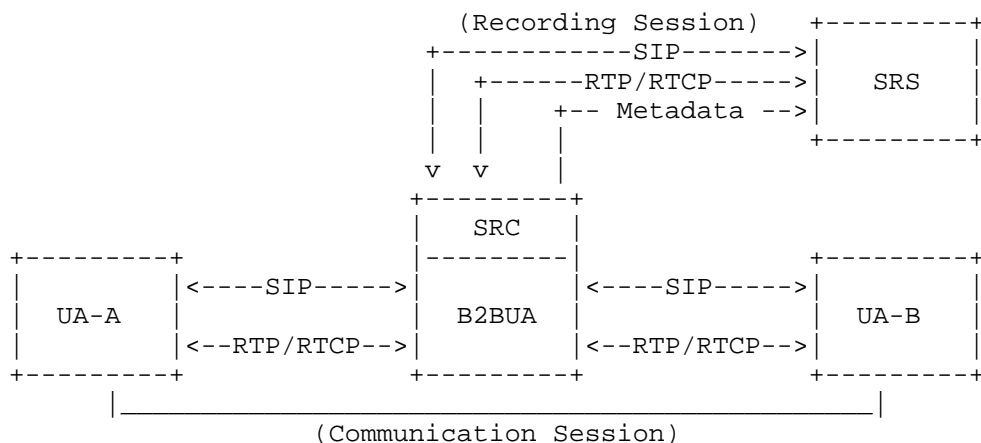 (Recording Session)    +---------+
+------------SIP------->|         |
|  +------RTP/RTCP----->|   SRS   |
|  |    +-- Metadata -->|         |
|  |    |               +---------+
v  v    |
+---------+
|   SRC   |
+---------+            |---------|            +---------+
|         |<----SIP----->|         |<----SIP----->|         |
|  UA-A   |            |  B2BUA  |            |  UA-B   |
|         |<--RTP/RTCP-->|         |<--RTP/RTCP-->|         |
+---------+            +---------+            +---------+
|_______________________________________________|
(Communication Session)